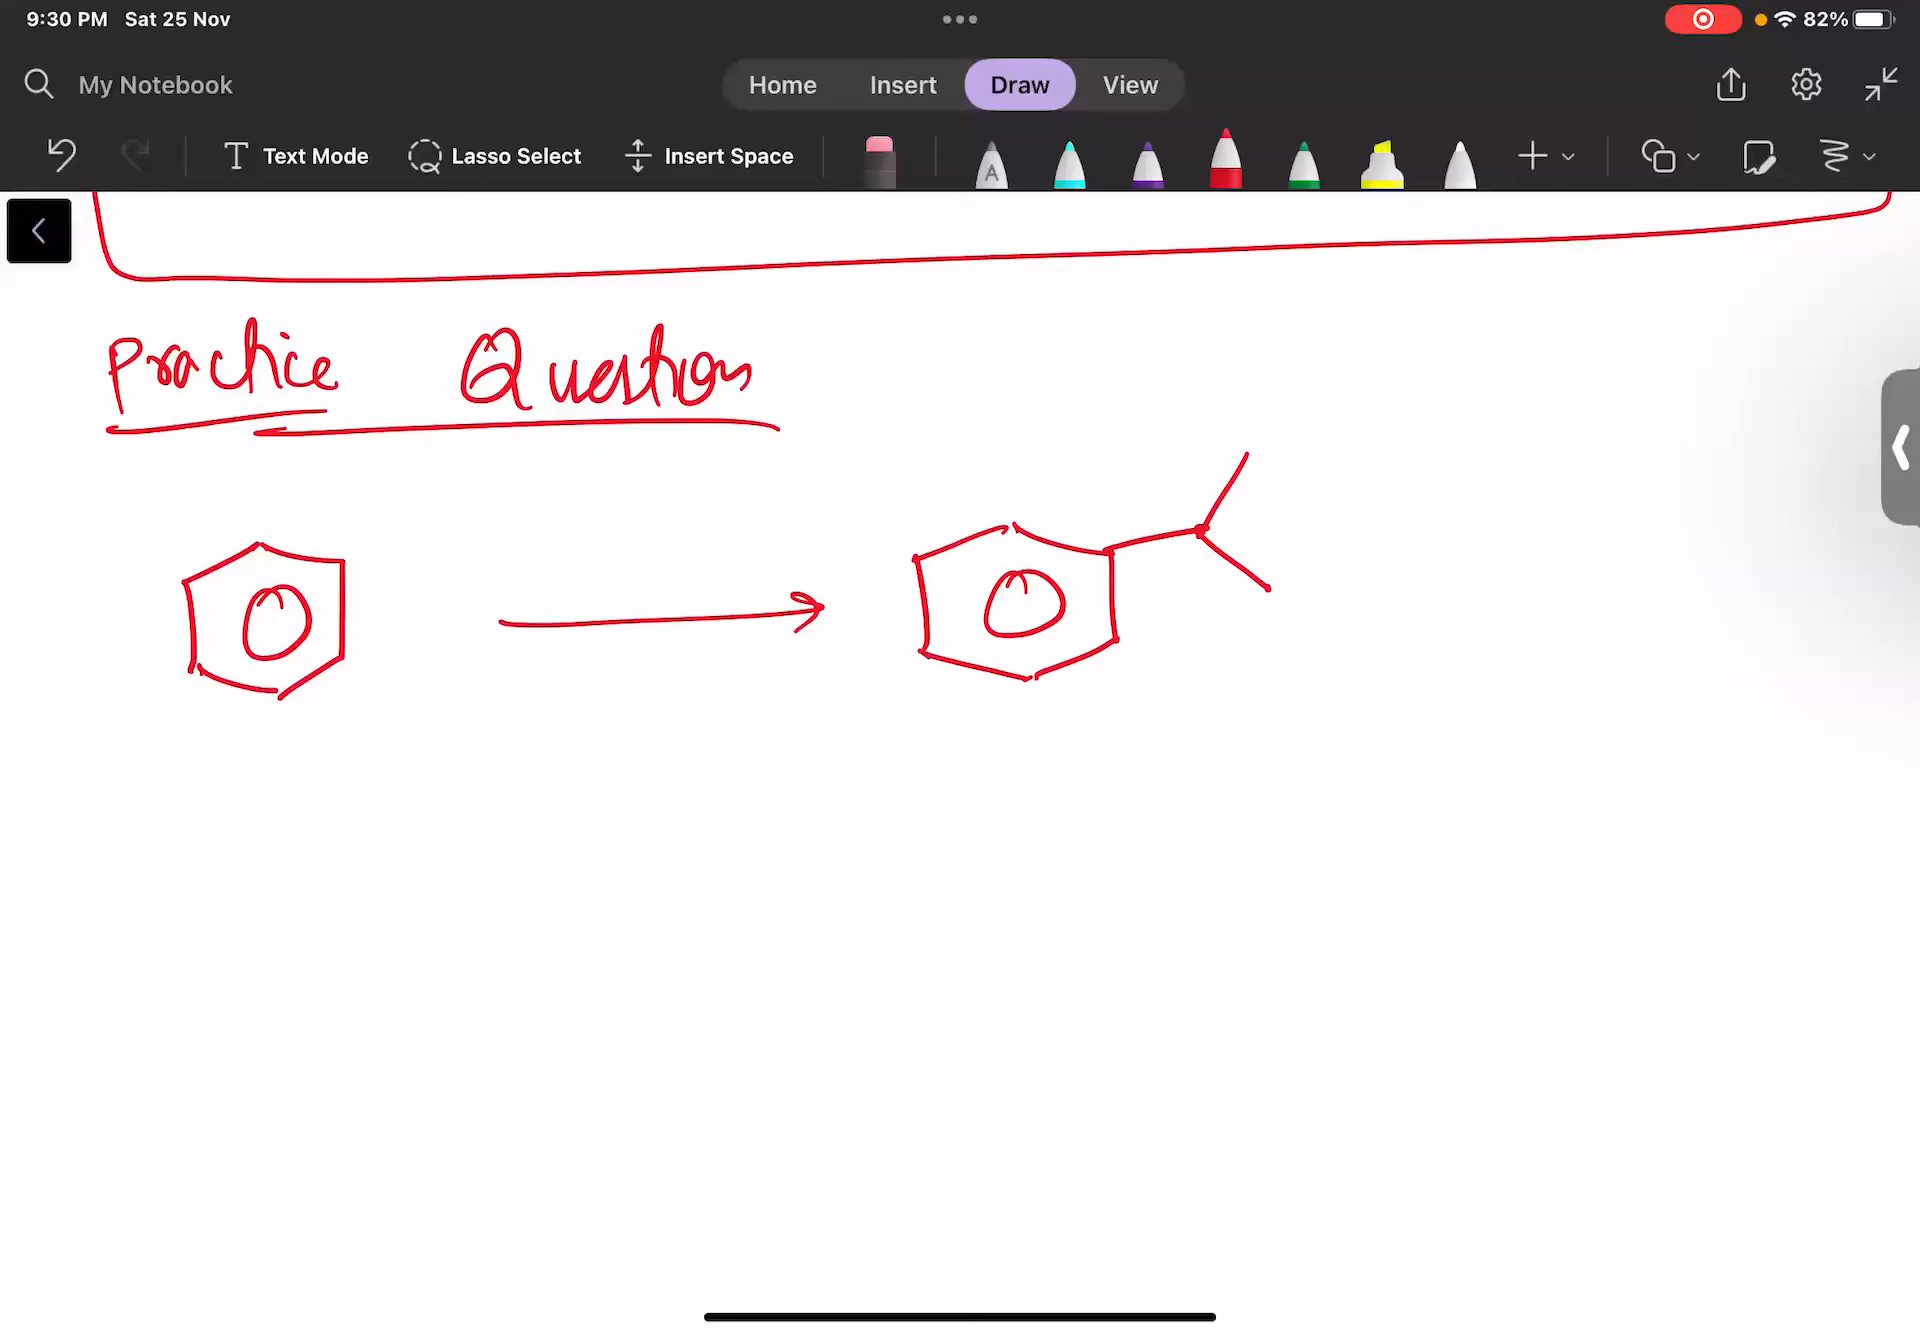 9:30 PM Sat 25 Nov
82%
My Notebook
Home Insert Draw View
Text Mode Lasso Select Insert Space
A
Practice Question